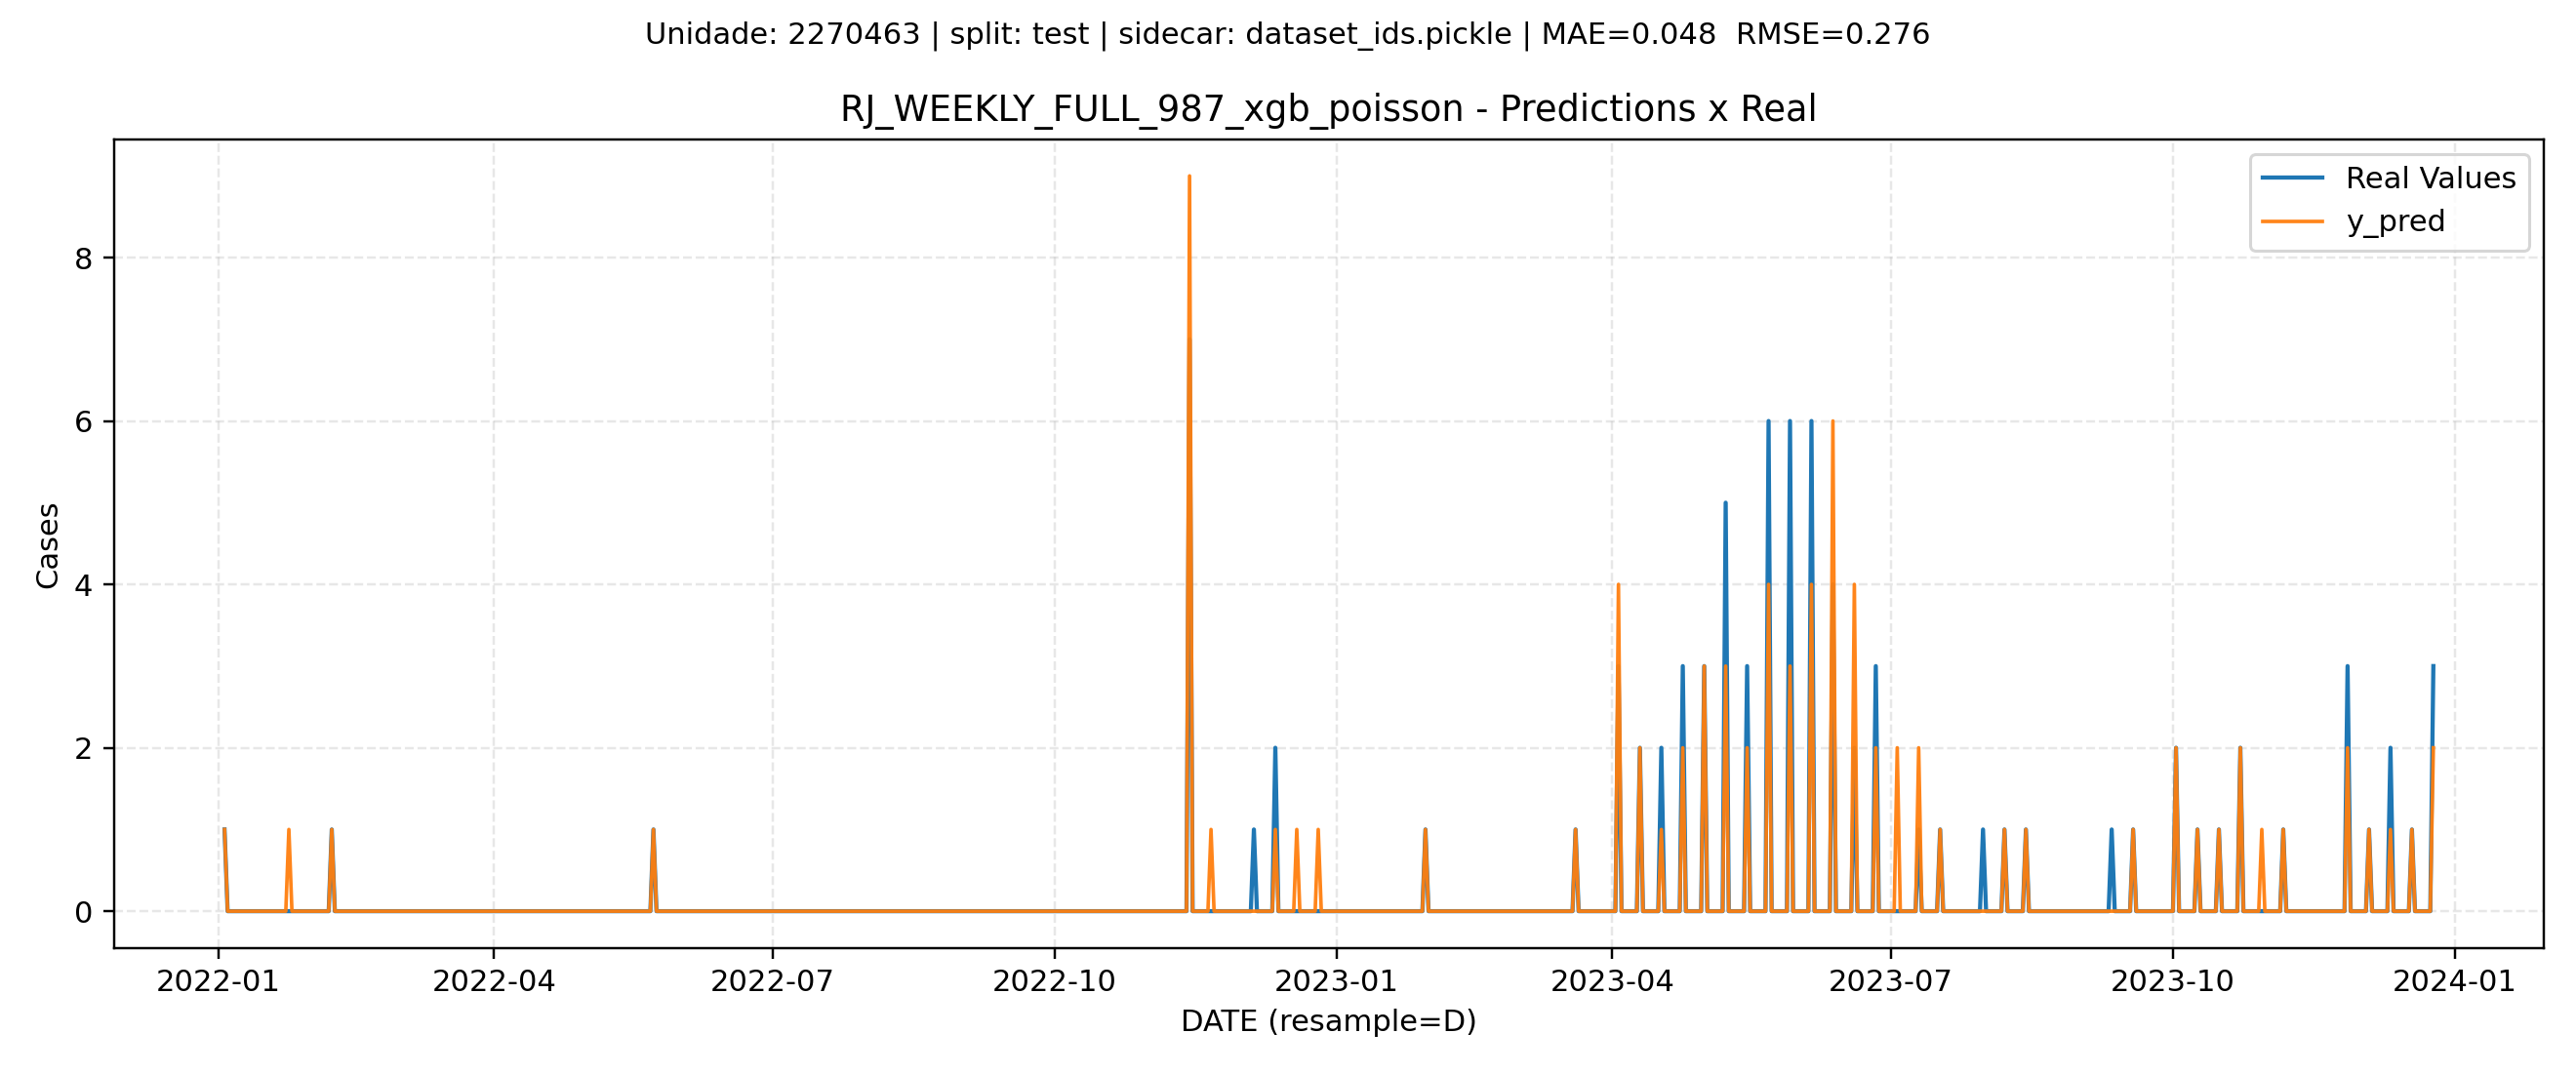 Unidade: 2270463 | split: test | sidecar: dataset_ids.pickle | MAE=0.048  RMSE=0.276
RJ_WEEKLY_FULL_987_xgb_poisson - Predictions x Real
Real Values
y_pred
8
6
4
2
0
Cases
2022-01 2022-04 2022-07 2022-10 2023-01 2023-04 2023-07 2023-10 2024-01
DATE (resample=D)